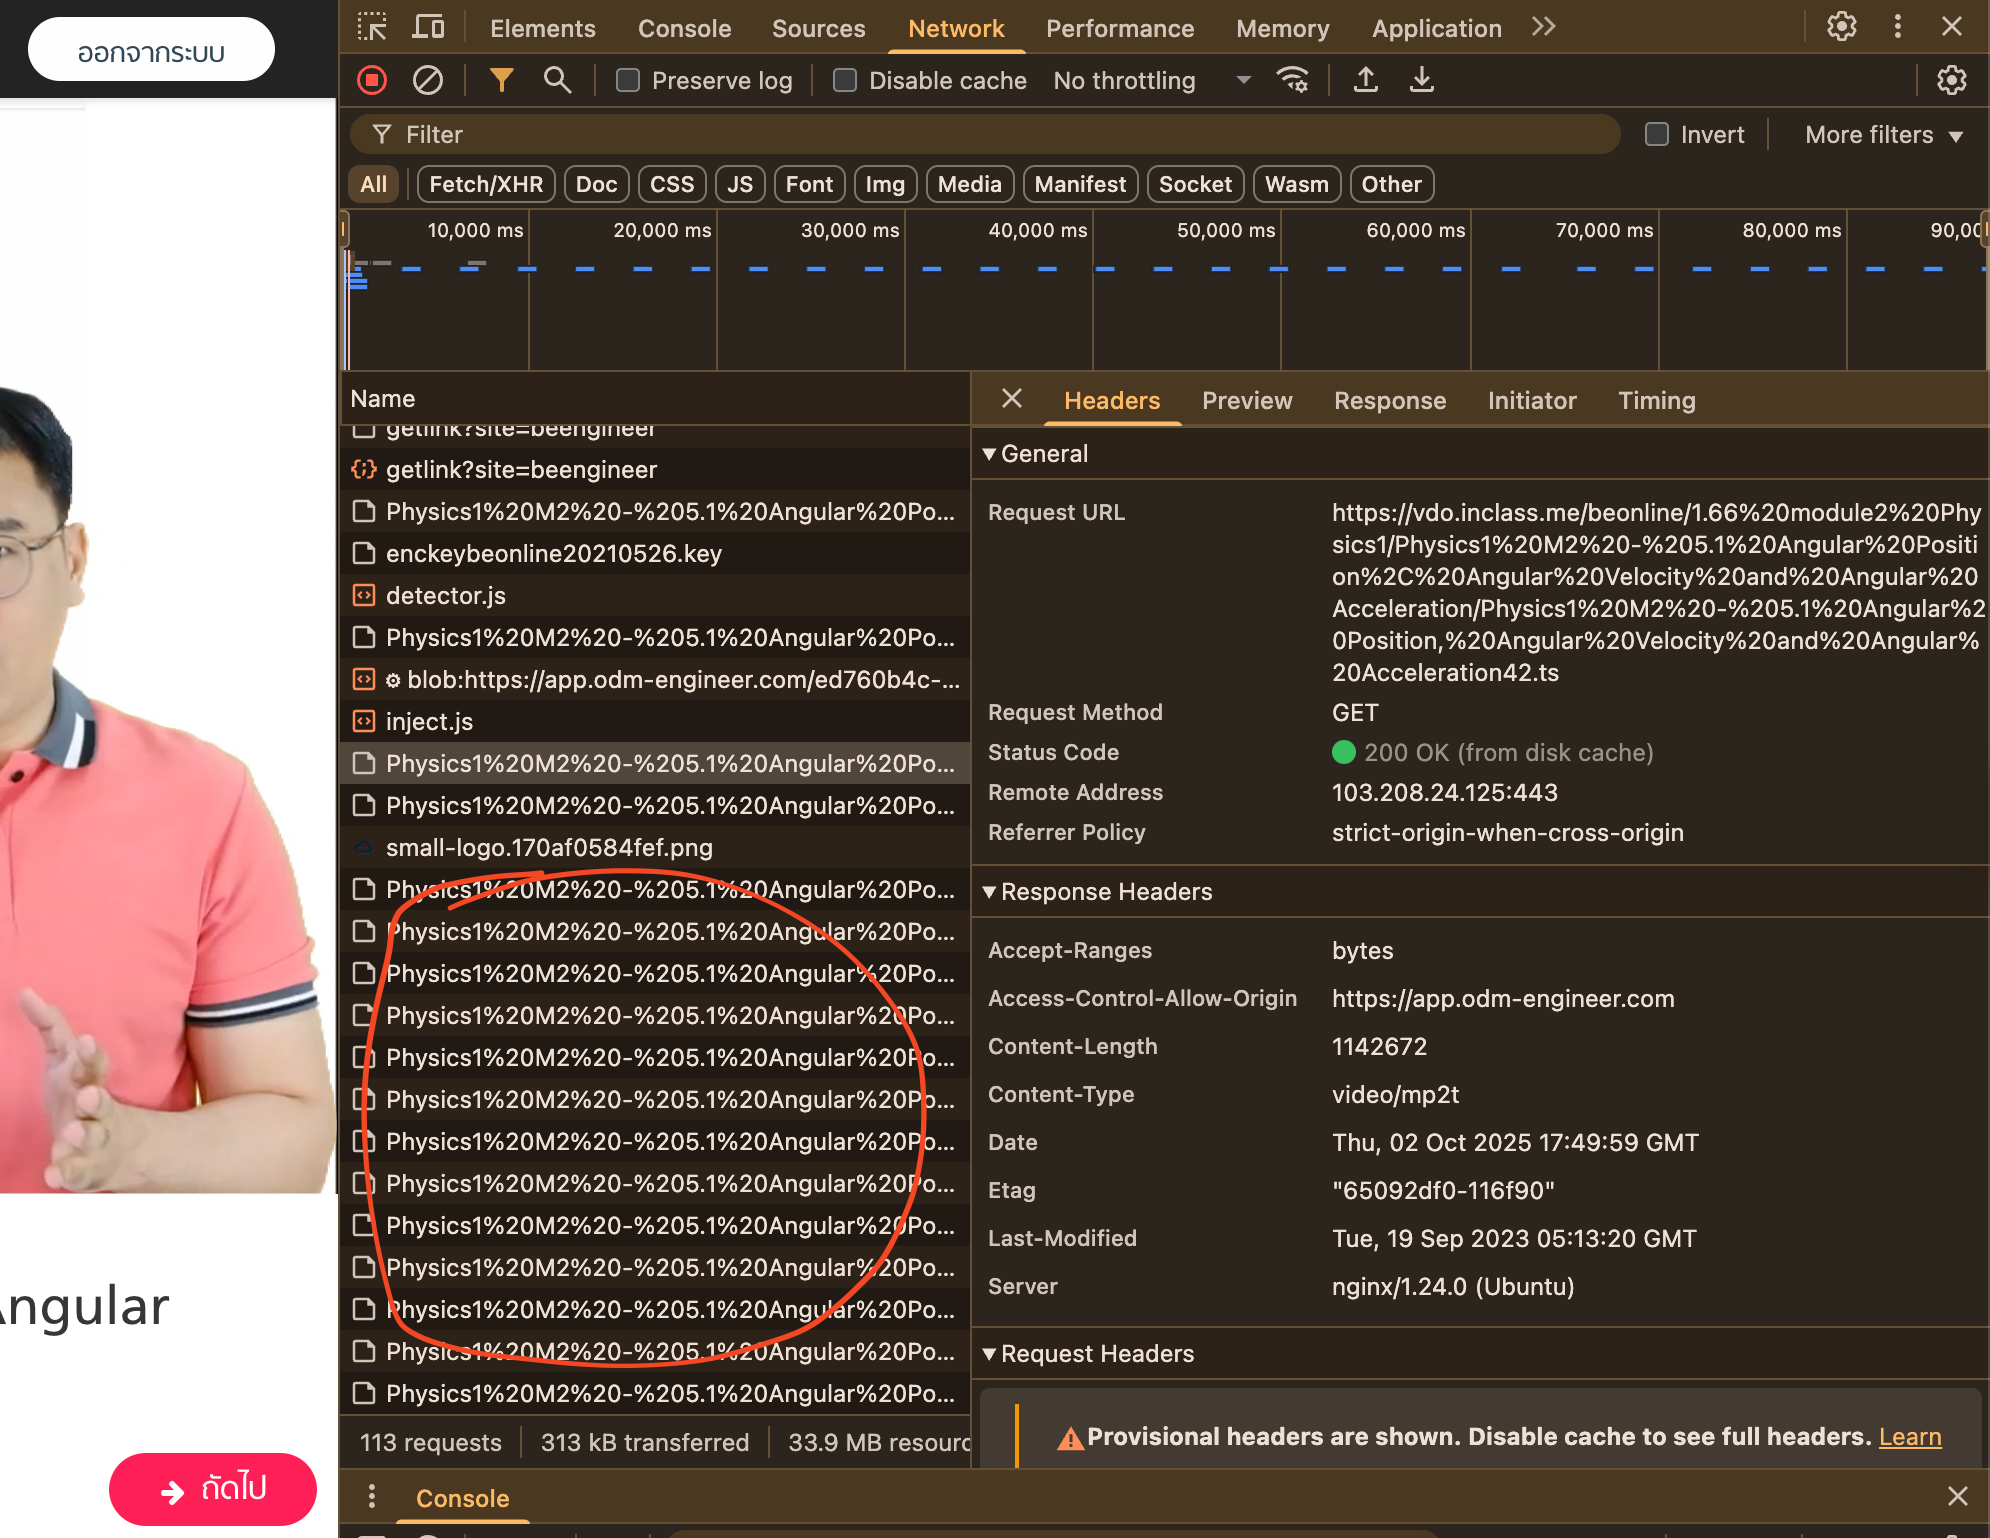 ออกจากระบบ
Elements Console Sources Network Performance Memory Application
Preserve log Disable cache No throttling
Filter Invert More filters
All Fetch/XHR Doc CSS JS Font Img Media Manifest Socket Wasm Other
10,000 ms 20,000 ms 30,000 ms 40,000 ms 50,000 ms 60,000 ms 70,000 ms 80,000 ms 90,00
Name
getlink?site=beengineer
getlink?site=beengineer
Physics1%20M2%20-%205.1%20Angular%20Po...
enckeybeonline20210526.key
detector.js
Physics1%20M2%20-%205.1%20Angular%20Po...
blob:https://app.odm-engineer.com/ed760b4c-...
inject.js
Physics1%20M2%20-%205.1%20Angular%20Po...
Physics1%20M2%20-%205.1%20Angular%20Po...
small-logo.170af0584fef.png
Physics1%20M2%20-%205.1%20Angular%20Po...
Physics1%20M2%20-%205.1%20Angular%20Po...
Physics1%20M2%20-%205.1%20Angular%20Po...
Physics1%20M2%20-%205.1%20Angular%20Po...
Physics1%20M2%20-%205.1%20Angular%20Po...
Physics1%20M2%20-%205.1%20Angular%20Po...
Physics1%20M2%20-%205.1%20Angular%20Po...
Physics1%20M2%20-%205.1%20Angular%20Po...
Physics1%20M2%20-%205.1%20Angular%20Po...
Physics1%20M2%20-%205.1%20Angular%20Po...
Physics1%20M2%20-%205.1%20Angular%20Po...
Physics1%20M2%20-%205.1%20Angular%20Po...
Physics1%20M2%20-%205.1%20Angular%20Po...
113 requests 313 kB transferred 33.9 MB resourc
Headers Preview Response Initiator Timing
General
Request URL https://vdo.inclass.me/beonline/1.66%20module2%20Phy
sics1/Physics1%20M2%20-%205.1%20Angular%20Positi
on%2C%20Angular%20Velocity%20and%20Angular%20
Acceleration/Physics1%20M2%20-%205.1%20Angular%2
0Position,%20Angular%20Velocity%20and%20Angular%
20Acceleration42.ts
Request Method GET
Status Code 200 OK (from disk cache)
Remote Address 103.208.24.125:443
Referrer Policy strict-origin-when-cross-origin
Response Headers
Accept-Ranges bytes
Access-Control-Allow-Origin https://app.odm-engineer.com
Content-Length 1142672
Content-Type video/mp2t
Date Thu, 02 Oct 2025 17:49:59 GMT
Etag "65092df0-116f90"
Last-Modified Tue, 19 Sep 2023 05:13:20 GMT
Server nginx/1.24.0 (Ubuntu)
Request Headers
Provisional headers are shown. Disable cache to see full headers. Learn
Angular
ถัดไป
Console